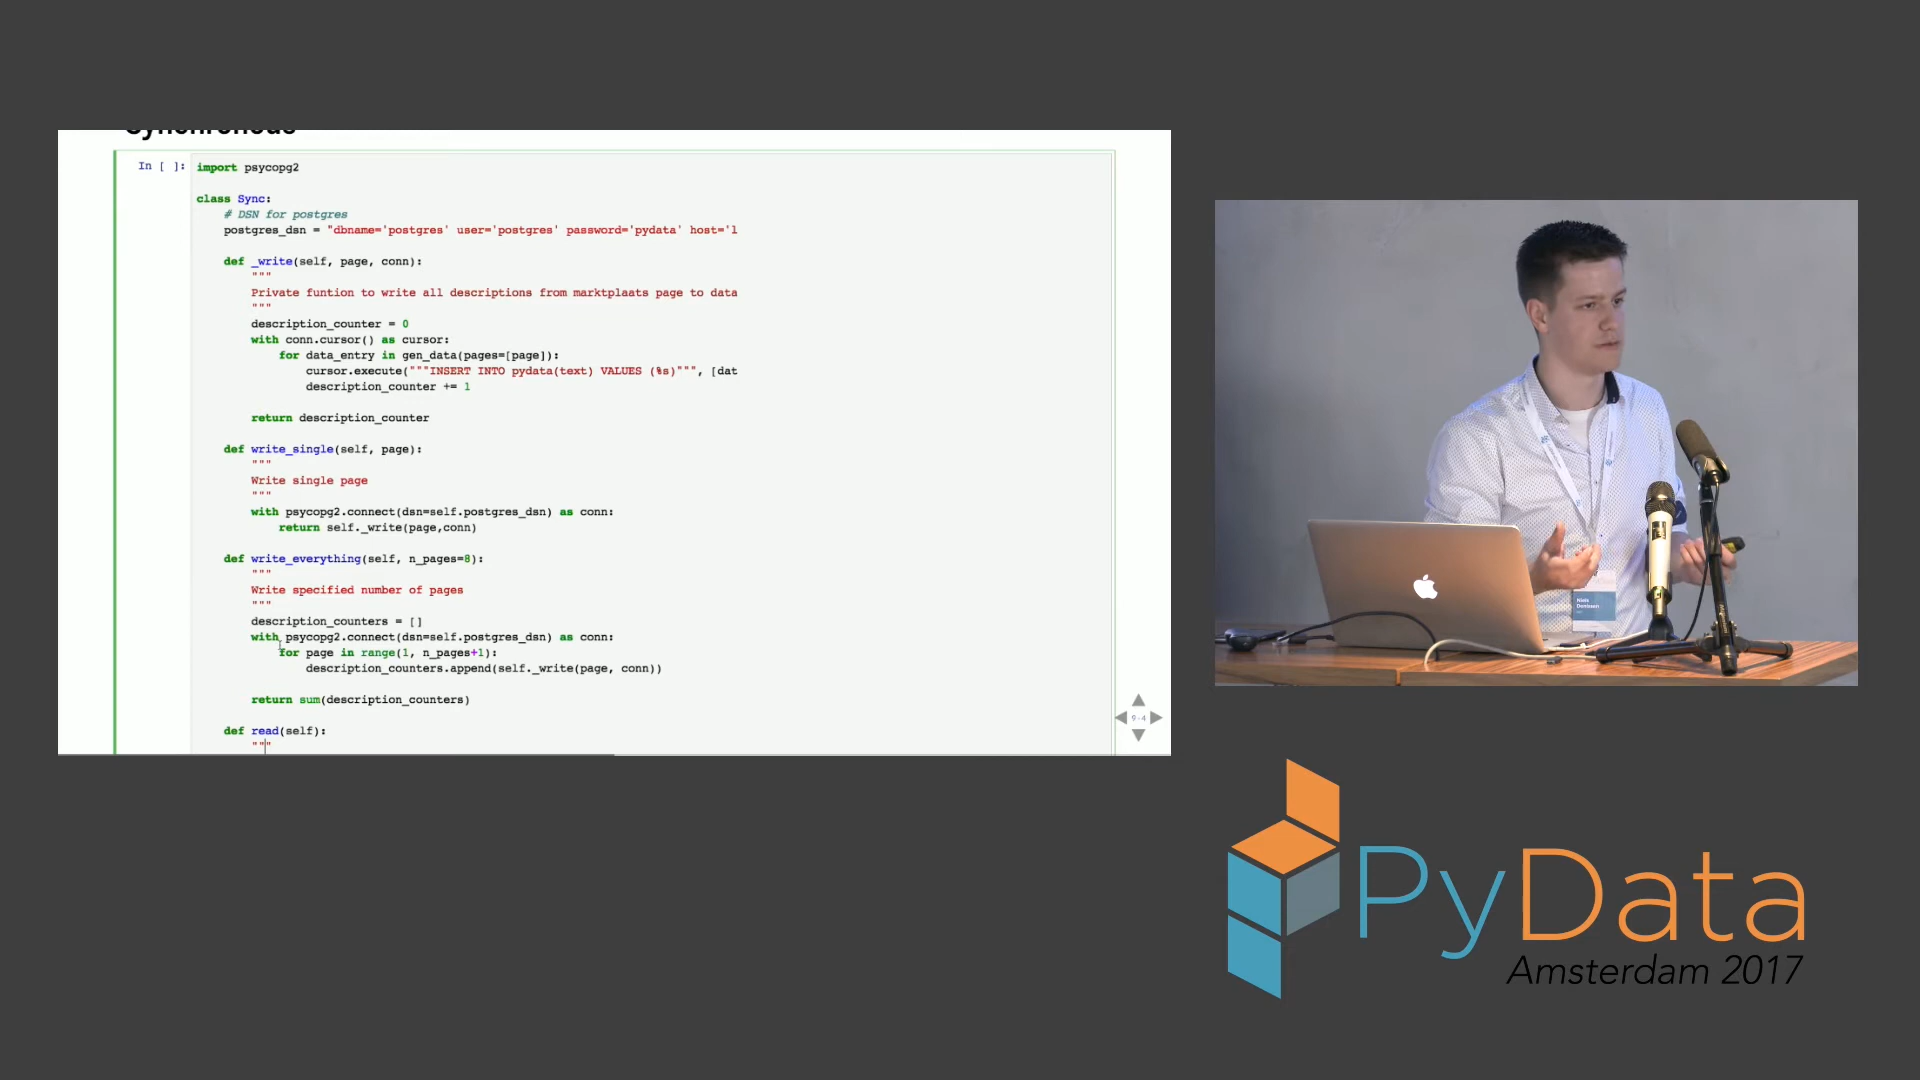 Synchronous
In [ ]:
import psycopg2
class Sync:
# DSN for postgres
postgres_dsn = "dbname='postgres' user='postgres' password='pydata' host='l
def _write(self, page, conn):
"""
Private funtion to write all descriptions from marktplaats page to data
"""
description_counter = 0
with conn.cursor() as cursor:
for data_entry in gen_data(pages=[page]):
cursor.execute("""INSERT INTO pydata(text) VALUES (%s)""", [dat
description_counter += 1
return description_counter
def write_single(self, page):
"""
Write single page
"""
with psycopg2.connect(dsn=self.postgres_dsn) as conn:
return self._write(page,conn)
def write_everything(self, n_pages=8):
"""
Write specified number of pages
"""
description_counters = []
with psycopg2.connect(dsn=self.postgres_dsn) as conn:
for page in range(1, n_pages+1):
description_counters.append(self._write(page, conn))
return sum(description_counters)
def read(self):
"""
9-4
Niels
Denissen
PyData
Amsterdam 2017